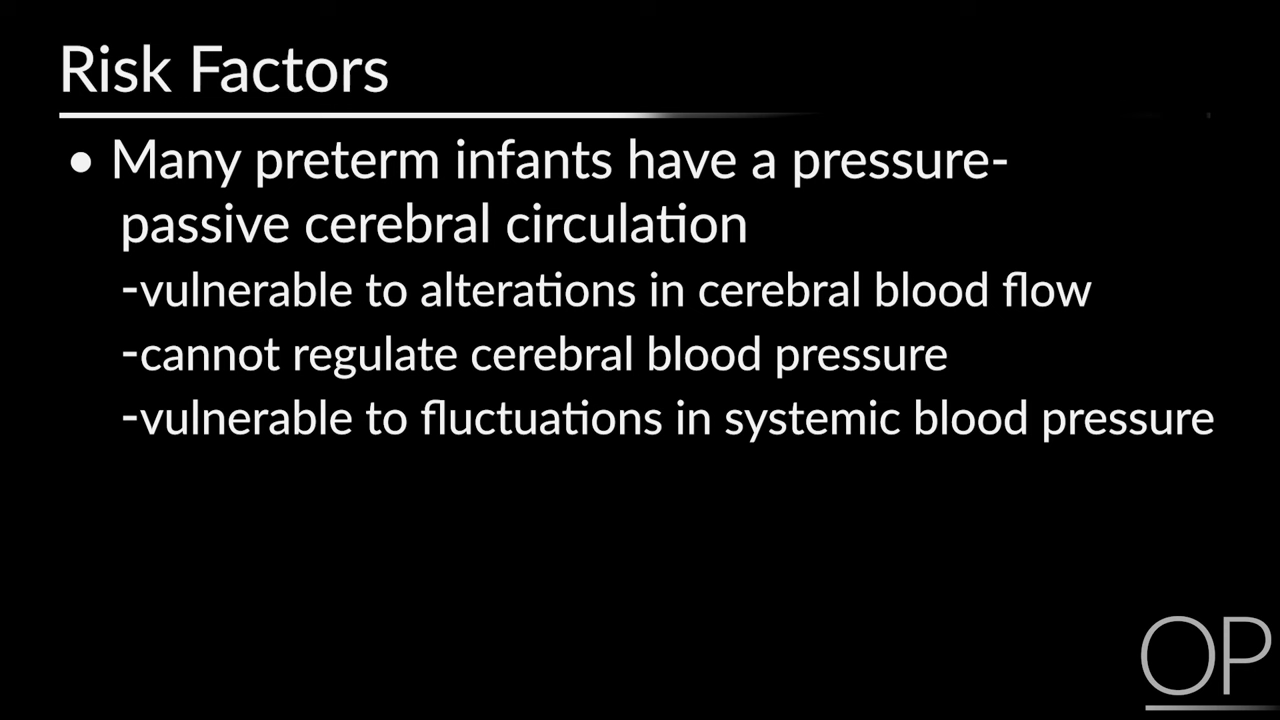 Risk Factors
• Many preterm infants have a pressure-
passive cerebral circulation
-vulnerable to alterations in cerebral blood flow
-cannot regulate cerebral blood pressure
-vulnerable to fluctuations in systemic blood pressure
OP